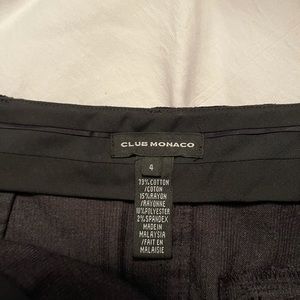 CLUB MONACO
4
73% COTTON
/COTON
15% RAYON
/RAYONNE
10% POLYESTER
2% SPANDEX
MADE IN
MALAYSIA
/FAIT EN
MALAISIE